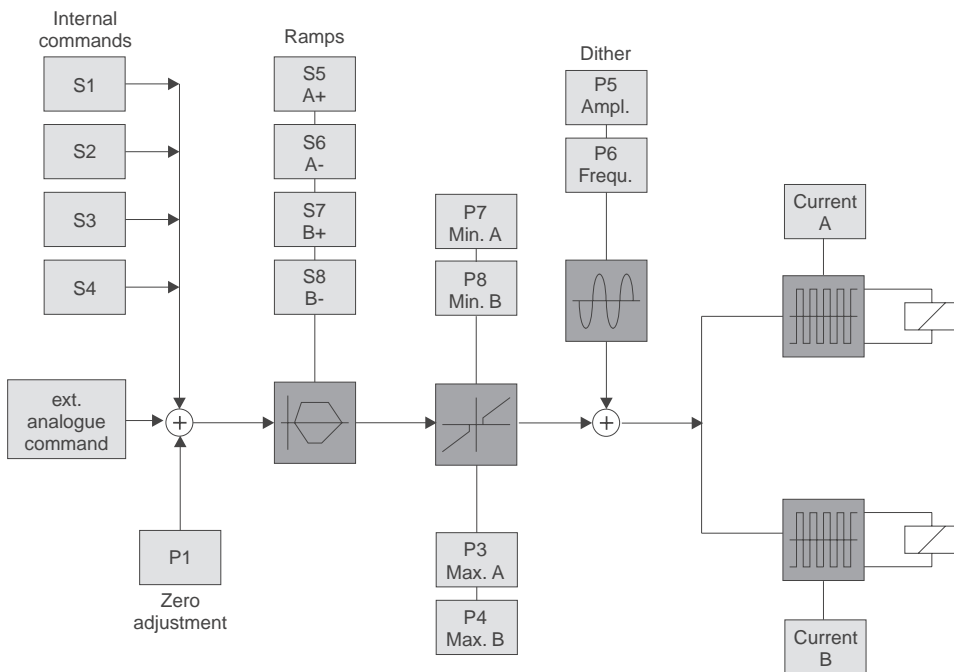 Internal
commands
S1
S2
S3
S4
ext.
analogue
command
+
P1
Zero
adjustment
Ramps
S5
A+
S6
A-
S7
B+
S8
B-
P7
Min. A
P8
Min. B
P3
Max. A
P4
Max. B
Dither
P5
Ampl.
P6
Frequ.
+
Current
A
Current
B